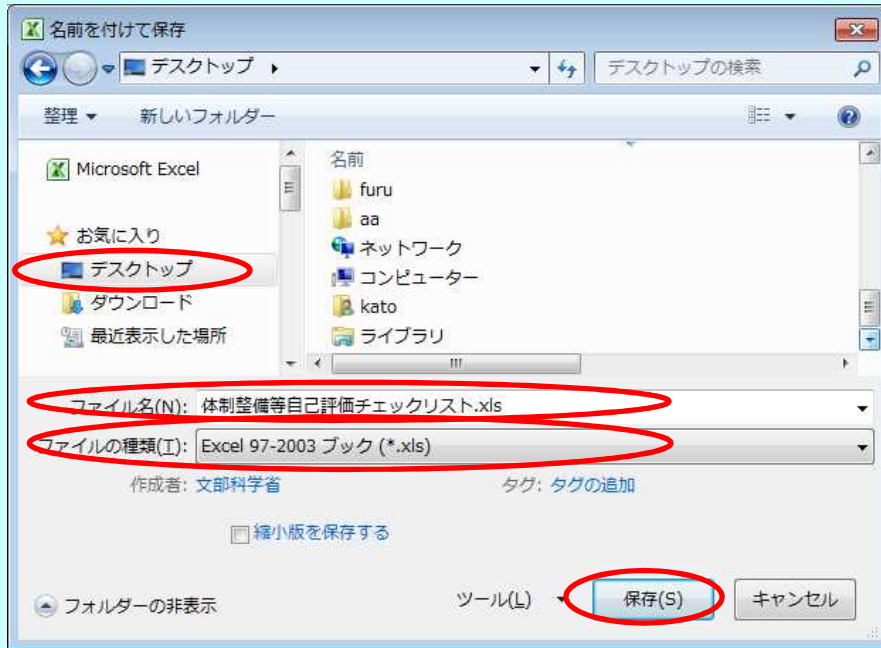 名前を付けて保存
デスクトップ
デスクトップの検索
整理
新しいフォルダー
Microsoft Excel
お気に入り
デスクトップ
ダウンロード
最近表示した場所
名前
furu
aa
ネットワーク
コンピューター
kato
ライブラリ
ファイル名(N): 体制整備等自己評価チェックリスト.xls
ファイルの種類(T): Excel 97-2003 ブック (*.xls)
作成者: 文部科学省 タグ: タグの追加
縮小版を保存する
フォルダーの非表示 ツール(L) 保存(S) キャンセル